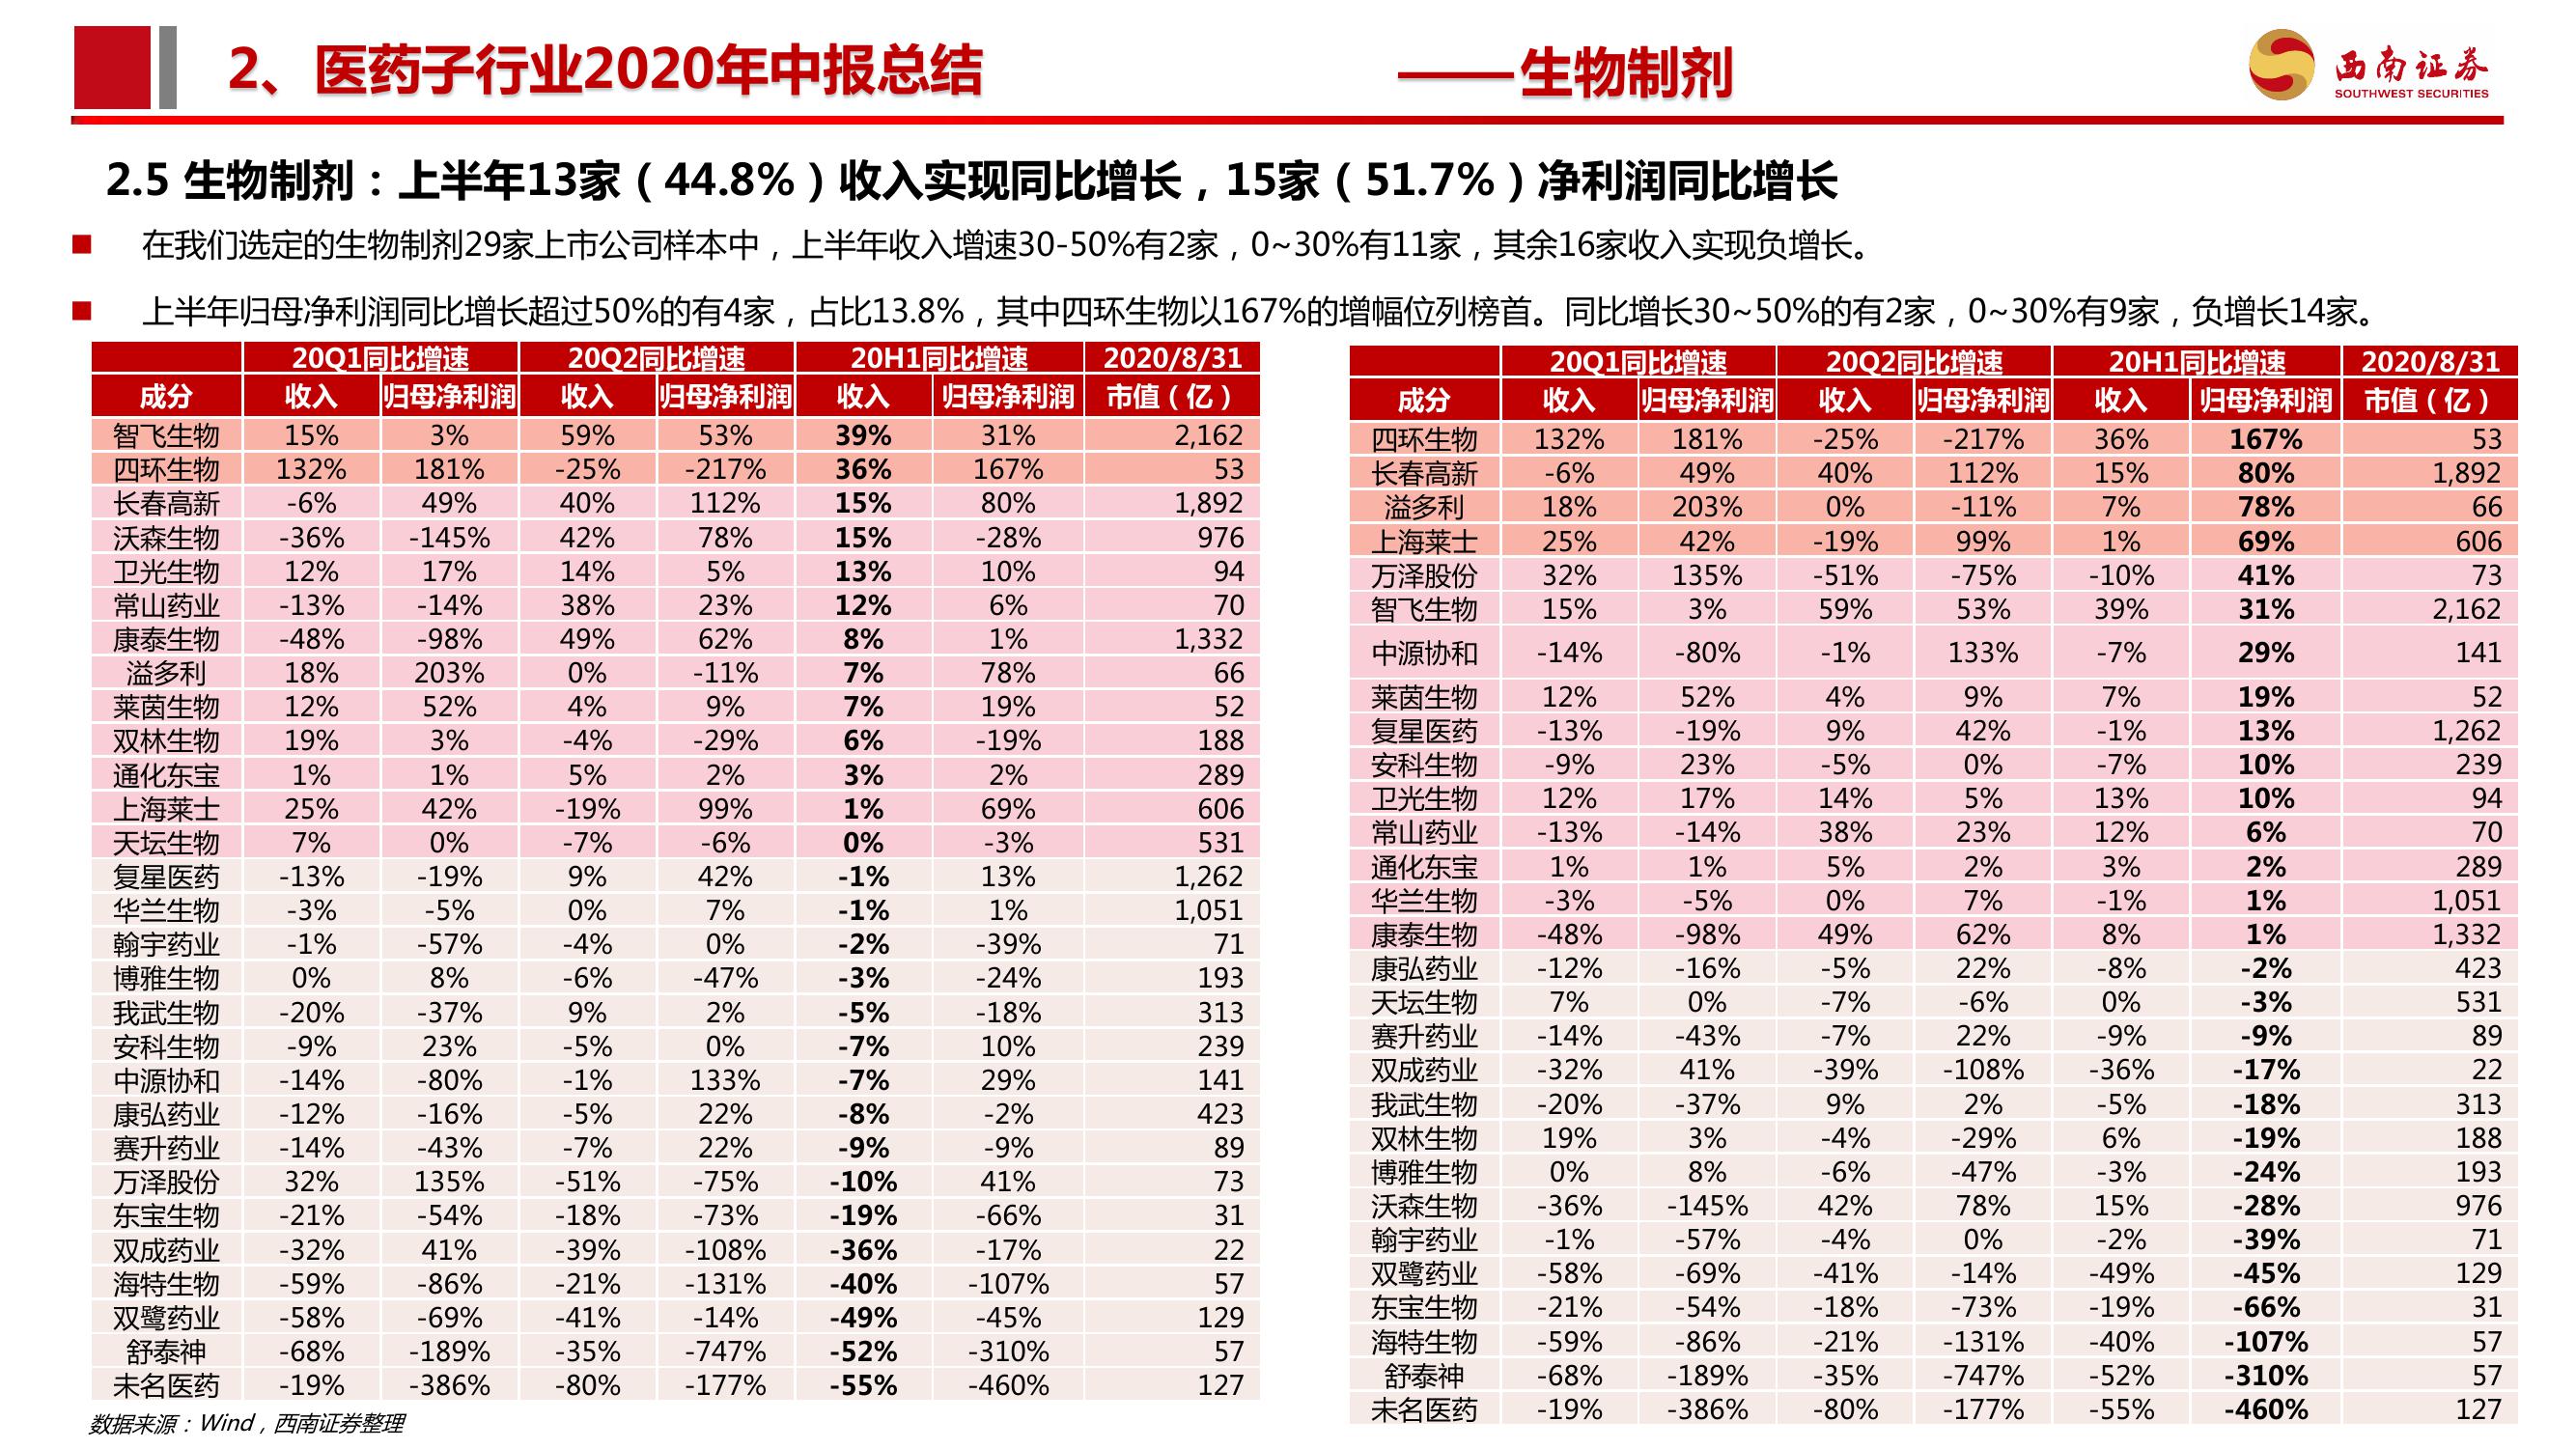 2、医药子行业2020年中报总结 ——生物制剂
西南证券
SOUTHWEST SECURITIES
2.5 生物制剂：上半年13家（44.8%）收入实现同比增长，15家（51.7%）净利润同比增长
■ 在我们选定的生物制剂29家上市公司样本中，上半年收入增速30-50%有2家，0~30%有11家，其余16家收入实现负增长。
■ 上半年归母净利润同比增长超过50%的有4家，占比13.8%，其中四环生物以167%的增幅位列榜首。同比增长30~50%的有2家，0~30%有9家，负增长14家。
20Q1同比增速 20Q2同比增速 20H1同比增速 2020/8/31
成分 收入 归母净利润 收入 归母净利润 收入 归母净利润 市值（亿）
智飞生物 15% 3% 59% 53% 39% 31% 2,162
四环生物 132% 181% -25% -217% 36% 167% 53
长春高新 -6% 49% 40% 112% 15% 80% 1,892
沃森生物 -36% -145% 42% 78% 15% -28% 976
卫光生物 12% 17% 14% 5% 13% 10% 94
常山药业 -13% -14% 38% 23% 12% 6% 70
康泰生物 -48% -98% 49% 62% 8% 1% 1,332
溢多利 18% 203% 0% -11% 7% 78% 66
莱茵生物 12% 52% 4% 9% 7% 19% 52
双林生物 19% 3% -4% -29% 6% -19% 188
通化东宝 1% 1% 5% 2% 3% 2% 289
上海莱士 25% 42% -19% 99% 1% 69% 606
天坛生物 7% 0% -7% -6% 0% -3% 531
复星医药 -13% -19% 9% 42% -1% 13% 1,262
华兰生物 -3% -5% 0% 7% -1% 1% 1,051
翰宇药业 -1% -57% -4% 0% -2% -39% 71
博雅生物 0% 8% -6% -47% -3% -24% 193
我武生物 -20% -37% 9% 2% -5% -18% 313
安科生物 -9% 23% -5% 0% -7% 10% 239
中源协和 -14% -80% -1% 133% -7% 29% 141
康弘药业 -12% -16% -5% 22% -8% -2% 423
赛升药业 -14% -43% -7% 22% -9% -9% 89
万泽股份 32% 135% -51% -75% -10% 41% 73
东宝生物 -21% -54% -18% -73% -19% -66% 31
双成药业 -32% 41% -39% -108% -36% -17% 22
海特生物 -59% -86% -21% -131% -40% -107% 57
双鹭药业 -58% -69% -41% -14% -49% -45% 129
舒泰神 -68% -189% -35% -747% -52% -310% 57
未名医药 -19% -386% -80% -177% -55% -460% 127
数据来源：Wind，西南证券整理
20Q1同比增速 20Q2同比增速 20H1同比增速 2020/8/31
成分 收入 归母净利润 收入 归母净利润 收入 归母净利润 市值（亿）
四环生物 132% 181% -25% -217% 36% 167% 53
长春高新 -6% 49% 40% 112% 15% 80% 1,892
溢多利 18% 203% 0% -11% 7% 78% 66
上海莱士 25% 42% -19% 99% 1% 69% 606
万泽股份 32% 135% -51% -75% -10% 41% 73
智飞生物 15% 3% 59% 53% 39% 31% 2,162
中源协和 -14% -80% -1% 133% -7% 29% 141
莱茵生物 12% 52% 4% 9% 7% 19% 52
复星医药 -13% -19% 9% 42% -1% 13% 1,262
安科生物 -9% 23% -5% 0% -7% 10% 239
卫光生物 12% 17% 14% 5% 13% 10% 94
常山药业 -13% -14% 38% 23% 12% 6% 70
通化东宝 1% 1% 5% 2% 3% 2% 289
华兰生物 -3% -5% 0% 7% -1% 1% 1,051
康泰生物 -48% -98% 49% 62% 8% 1% 1,332
康弘药业 -12% -16% -5% 22% -8% -2% 423
天坛生物 7% 0% -7% -6% 0% -3% 531
赛升药业 -14% -43% -7% 22% -9% -9% 89
双成药业 -32% 41% -39% -108% -36% -17% 22
我武生物 -20% -37% 9% 2% -5% -18% 313
双林生物 19% 3% -4% -29% 6% -19% 188
博雅生物 0% 8% -6% -47% -3% -24% 193
沃森生物 -36% -145% 42% 78% 15% -28% 976
翰宇药业 -1% -57% -4% 0% -2% -39% 71
双鹭药业 -58% -69% -41% -14% -49% -45% 129
东宝生物 -21% -54% -18% -73% -19% -66% 31
海特生物 -59% -86% -21% -131% -40% -107% 57
舒泰神 -68% -189% -35% -747% -52% -310% 57
未名医药 -19% -386% -80% -177% -55% -460% 127